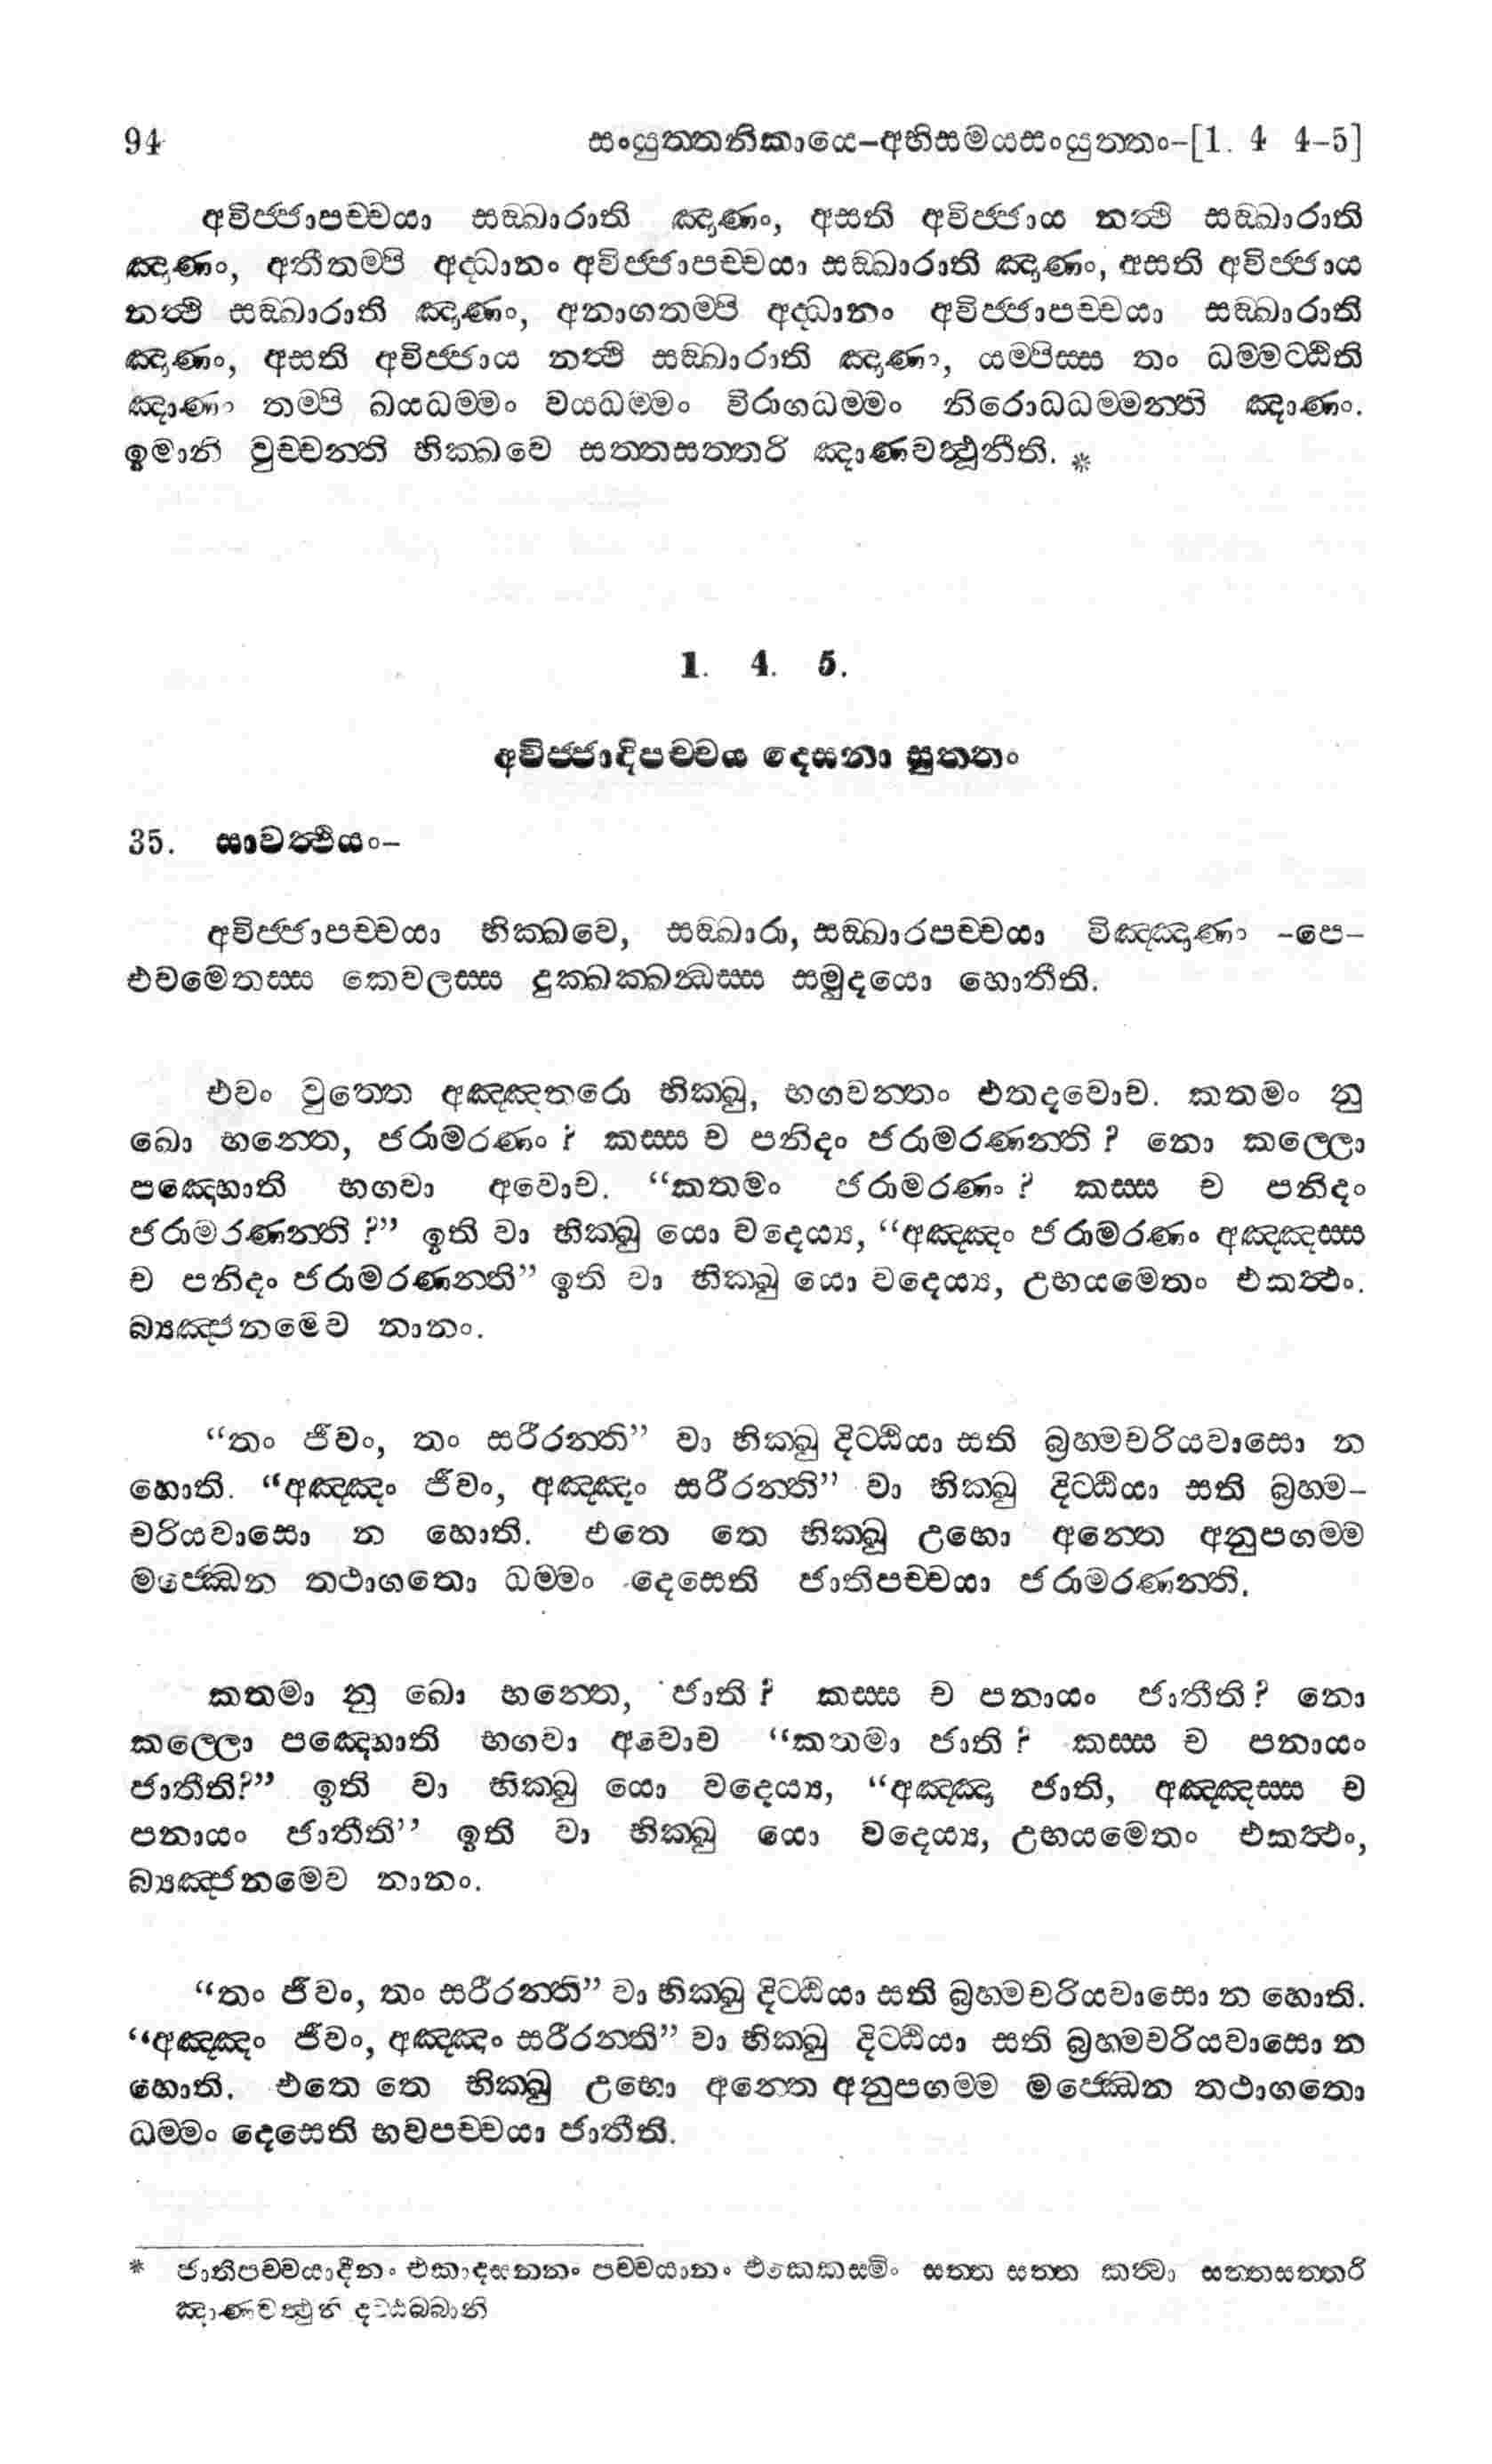 94 සංයුත්තනිකායෙ–අභිසමයසංයුත්තං–[1. 4 4–5]
අවිජ්ජාපච්චයා සඞ්ඛාරාති ඤාණං, අසති අවිජ්ජාය නත්‍ථි සඞ්ඛාරාති
ඤාණං, අතීතම්පි අද්ධානං අවිජ්ජාපච්චයා සඞ්ඛාරාති ඤාණං, අසති අවිජ්ජාය
නත්‍ථි සඞ්ඛාරාති ඤාණං, අනාගතම්පි අද්ධානං අවිජ්ජාපච්චයා සඞ්ඛාරාති
ඤාණං, අසති අවිජ්ජාය නත්‍ථි සඞ්ඛාරාති ඤාණං, යම්පිස්ස තං ධම්මට්ඨිති
ඤාණං තම්පි ඛයධම්මං වයධම්මං විරාගධම්මං නිරොධධම්මන්ති ඤාණං.
ඉමානි වුච්චන්ති භික්ඛවෙ සත්තසත්තරි ඤාණවත්‍ථූනීති. *
1. 4. 5.
අවිජ්ජාදිපච්චය දෙසනා සුත්තං
35. සාවත්‍ථියං–
අවිජ්ජාපච්චයා භික්ඛවෙ, සඞ්ඛාරා, සඞ්ඛාරපච්චයා විඤ්ඤාණං –පෙ–
එවමෙතස්ස කෙවලස්ස දුක්ඛක්ඛන්‍ධස්ස සමුදයො හොතීති.
එවං වුත්තෙ අඤ්ඤතරො භික්ඛු, භගවන්තං එතදවොච. කතමං නු
ඛො භන්තෙ, ජරාමරණං ? කස්ස ච පනිදං ජරාමරණන්ති ? නො කල්ලො
පඤ්හොති භගවා අවොච. “කතමං ජරාමරණං ? කස්ස ච පනිදං
ජරාමරණන්ති ?” ඉති වා භික්ඛු යො වදෙය්‍ය, “අඤ්ඤං ජරාමරණං අඤ්ඤස්ස
ච පනිදං ජරාමරණන්ති” ඉති වා භික්ඛු යො වදෙය්‍ය, උභයමෙතං එකත්‍ථං.
බ්‍යඤ්ජනමෙව නානං.
“තං ජීවං, තං සරීරන්ති” වා භික්ඛු දිට්ඨියා සති බ්‍රහ්මචරියවාසො න
හොති. “අඤ්ඤං ජීවං, අඤ්ඤං සරීරන්ති” වා භික්ඛු දිට්ඨියා සති බ්‍රහ්ම–
චරියවාසො න හොති. එතෙ තෙ භික්ඛූ උභො අන්තෙ අනුපගම්ම
මජ්ඣෙන තථාගතො ධම්මං දෙසෙති ජාතිපච්චයා ජරාමරණන්ති.
කතමා නු ඛො භන්තෙ, ජාති ? කස්ස ච පනායං ජාතීති ? නො
කල්ලො පඤ්හොති භගවා අවොච “කතමා ජාති ? කස්ස ච පනායං
ජාතීති?” ඉති වා භික්ඛු යො වදෙය්‍ය, “අඤ්ඤා ජාති, අඤ්ඤස්ස ච
පනායං ජාතීති” ඉති වා භික්ඛු යො වදෙය්‍ය, උභයමෙතං එකත්‍ථං,
බ්‍යඤ්ජනමෙව නානං.
“තං ජීවං, තං සරීරන්ති” වා භික්ඛු දිට්ඨියා සති බ්‍රහ්මචරියවාසො න හොති.
“අඤ්ඤං ජීවං, අඤ්ඤං සරීරන්ති” වා භික්ඛු දිට්ඨියා සති බ්‍රහ්මචරියවාසො න
හොති. එතෙ තෙ භික්ඛු උභො අන්තෙ අනුපගම්ම මජ්ඣෙන තථාගතො
ධම්මං දෙසෙති භවපච්චයා ජාතීති.
* ජාතිපච්චයාදීනං එකාදසන්නං පච්චයානං එකෙකස්මිං සත්ත සත්ත කත්‍වා සත්තසත්තරි
ඤාණවත්‍ථුනි දට්ඨබ්බානි